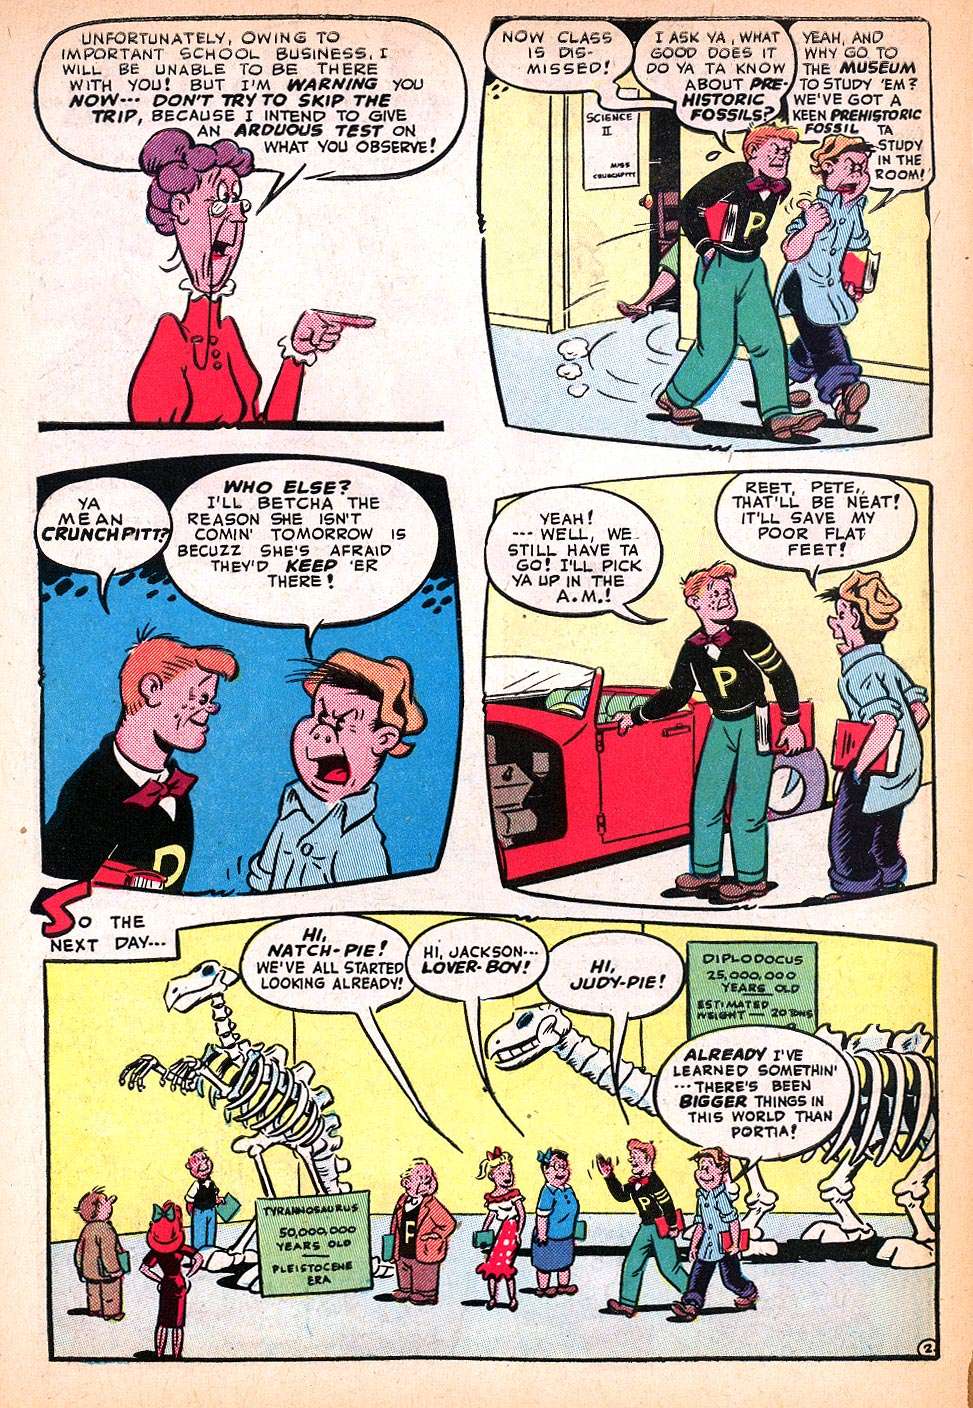 UNFORTUNATELY, OWING TO
IMPORTANT SCHOOL BUSINESS, I
WILL BE UNABLE TO BE THERE
WITH YOU! BUT I'M WARNING YOU
NOW--- DON'T TRY TO SKIP THE
TRIP, BECAUSE I INTEND TO GIVE
AN ARDUOUS TEST ON
WHAT YOU OBSERVE!
NOW CLASS
IS DIS-
MISSED!
I ASK YA, WHAT
GOOD DOES IT
DO YA TA KNOW
ABOUT PRE-
HISTORIC
FOSSILS?
YEAH, AND
WHY GO TO
THE MUSEUM
TO STUDY 'EM?
WE'VE GOT A
KEEN PREHISTORIC
FOSSIL TA
STUDY
IN THE
ROOM!
SCIENCE
II
MISS
CRUNCHPITT
P
YA
MEAN
CRUNCHPITT?
WHO ELSE?
I'LL BETCHA THE
REASON SHE ISN'T
COMIN' TOMORROW IS
BECUZZ SHE'S AFRAID
THEY'D KEEP 'ER
THERE!
P
YEAH!
--- WELL, WE
STILL HAVE TA
GO! I'LL PICK
YA UP IN THE
A.M.!
REET, PETE,
THAT'LL BE NEAT!
IT'LL SAVE MY
POOR FLAT
FEET!
P
SO THE
NEXT DAY---
HI,
NATCH-PIE!
WE'VE ALL STARTED
LOOKING ALREADY!
HI, JACKSON---
LOVER-BOY!
HI,
JUDY-PIE!
DIPLODOCUS
25,000,000
YEARS OLD
ESTIMATED
WEIGHT — 20 TONS
ALREADY I'VE
LEARNED SOMETHIN'
---THERE'S BEEN
BIGGER THINGS IN
THIS WORLD THAN
PORTIA!
TYRANNOSAURUS
50,000,000
YEARS OLD
PLEISTOCENE
ERA
P
P
2